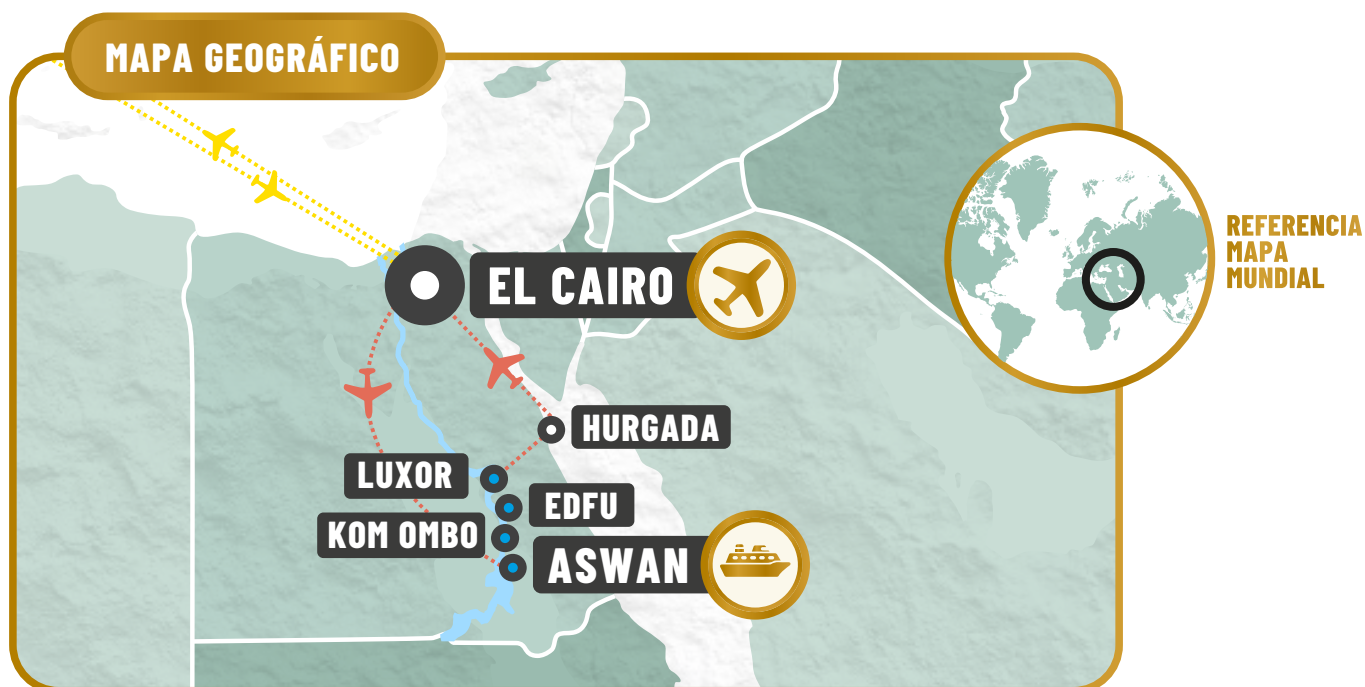 MAPA GEOGRÁFICO
REFERENCIA
MAPA
MUNDIAL
EL CAIRO
HURGADA
LUXOR
EDFU
KOM OMBO
ASWAN